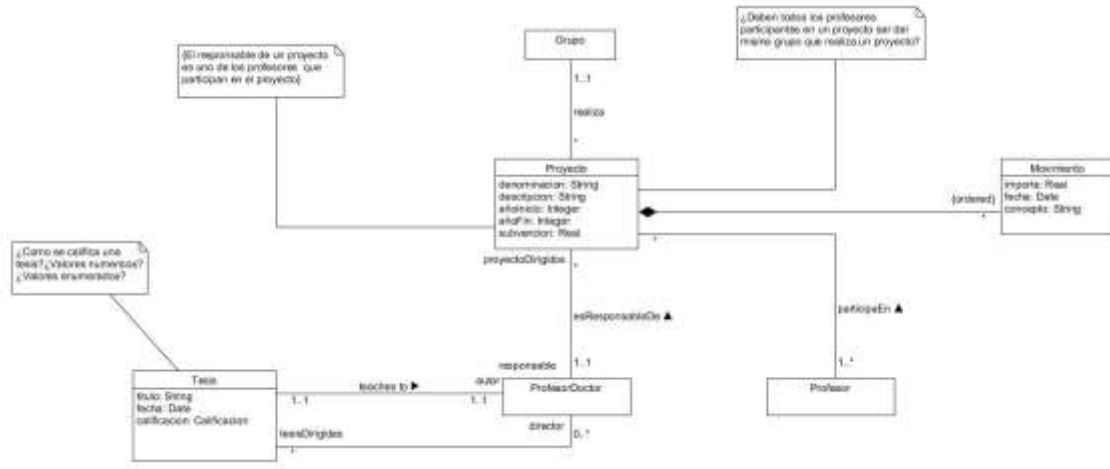 ¿Deben todos los profesores
participantes en un proyecto ser del
mismo grupo que realiza un proyecto?
{El responsable de un proyecto
es uno de los profesores que
participan en el proyecto}
Grupo
1..1
realiza
*
Proyecto
denominacion: String
descripcion: String
añoInicio: Integer
añoFin: Integer
subvencion: Real
Movimiento
importe: Real
fecha: Date
concepto: String
{ordered}
*
*
¿Como se califica una
tesis? ¿Valores numericos?
¿Valores enumerados?
proyectoDirigidos
*
esResponsableDe ▲
participaEn ▲
responsable
1..1
1..*
Tesis
titulo: String
fecha: Date
calificacion: Calificacion
teaches to ▶
autor
1..1
1..1
ProfesorDoctor
Profesor
tesisDirigidas
*
director
0..*